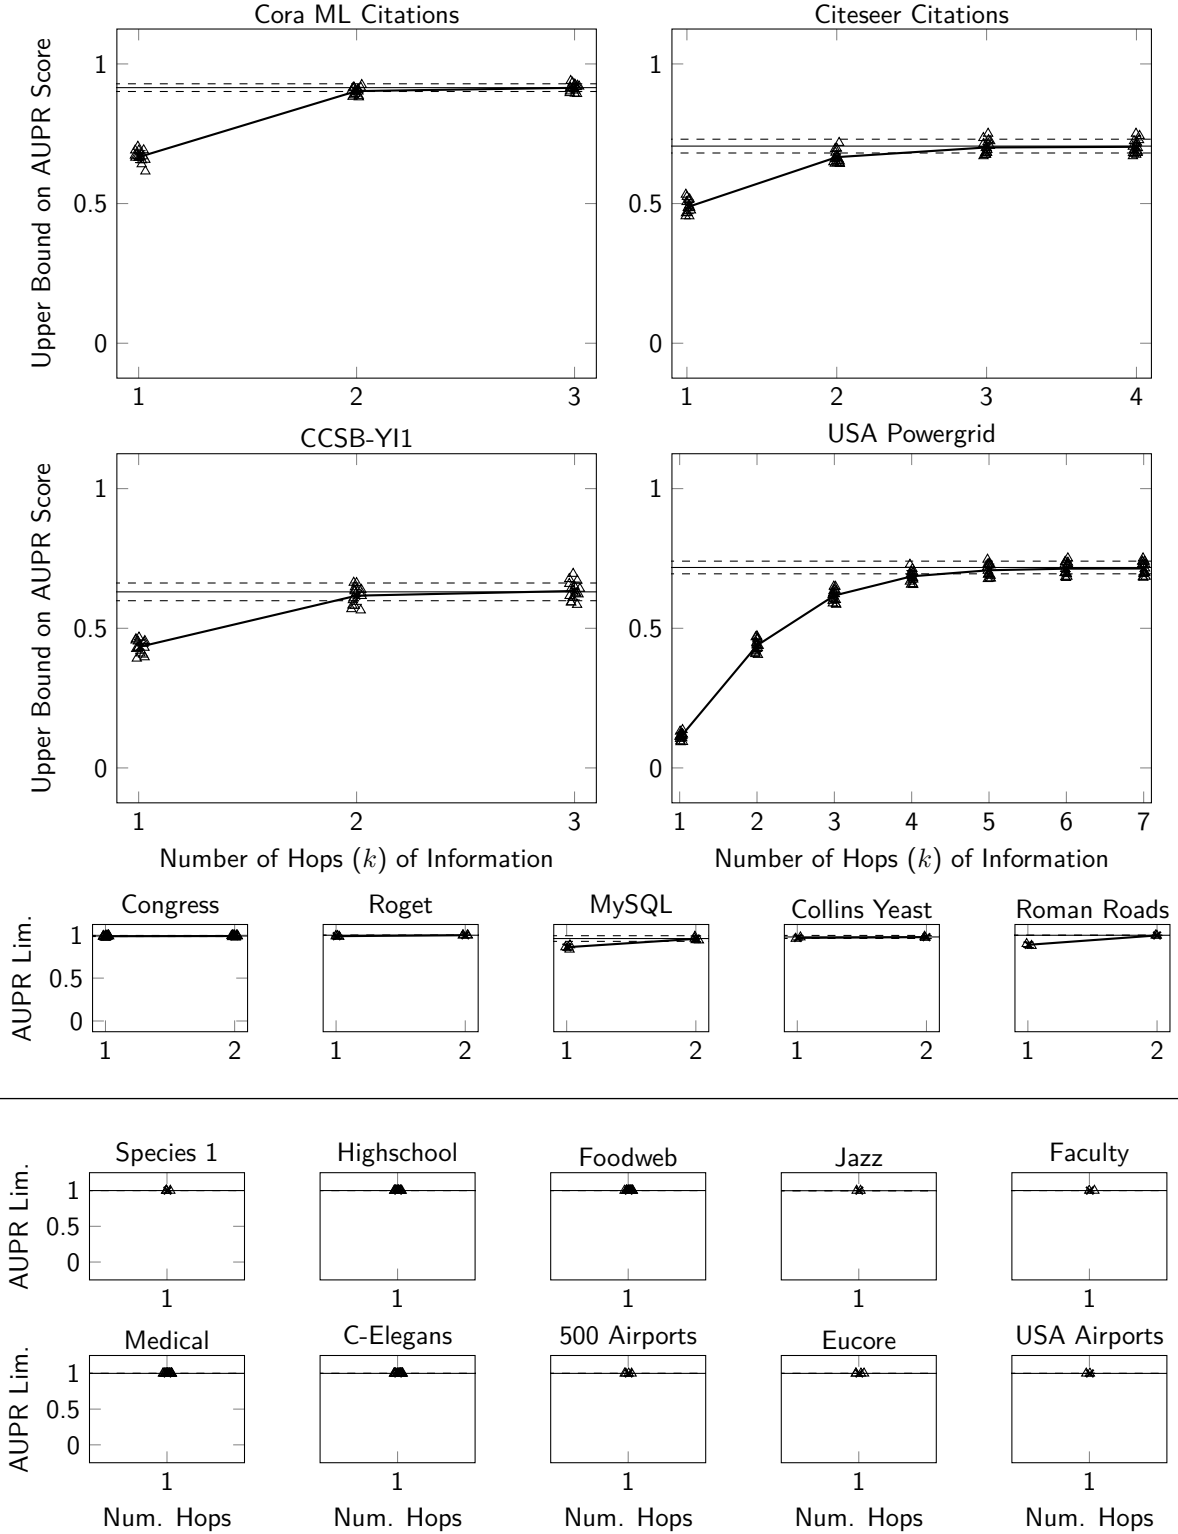 Cora ML Citations
Citeseer Citations
Upper Bound on AUPR Score
1
0.5
0
1 2 3
1
0.5
0
1 2 3 4
CCSB-YI1
USA Powergrid
Upper Bound on AUPR Score
1
0.5
0
1 2 3
1
0.5
0
1 2 3 4 5 6 7
Number of Hops (k) of Information
Number of Hops (k) of Information
Congress Roget MySQL Collins Yeast Roman Roads
AUPR Lim.
1
0.5
0
1 2 1 2 1 2 1 2 1 2
Species 1 Highschool Foodweb Jazz Faculty
AUPR Lim.
1
0.5
0
1 1 1 1 1
Medical C-Elegans 500 Airports Eucore USA Airports
AUPR Lim.
1
0.5
0
1 1 1 1 1
Num. Hops Num. Hops Num. Hops Num. Hops Num. Hops